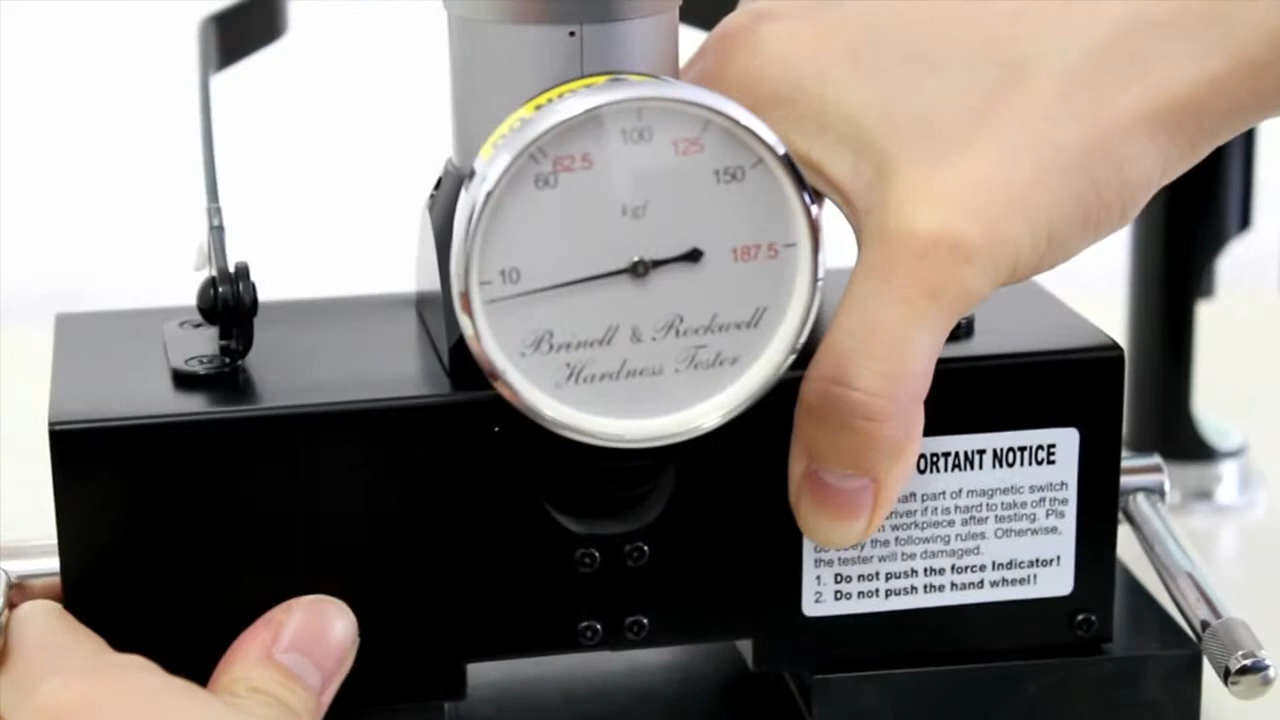 DO NOT
100
62.5
125
60
150
kgf
187.5
10
Brinell & Rockwell
Hardness Tester
ORTANT NOTICE
aft part of magnetic switch
river if it is hard to take off the
workpiece after testing. Pls
obey the following rules. Otherwise,
the tester will be damaged.
1. Do not push the force Indicator!
2. Do not push the hand wheel!